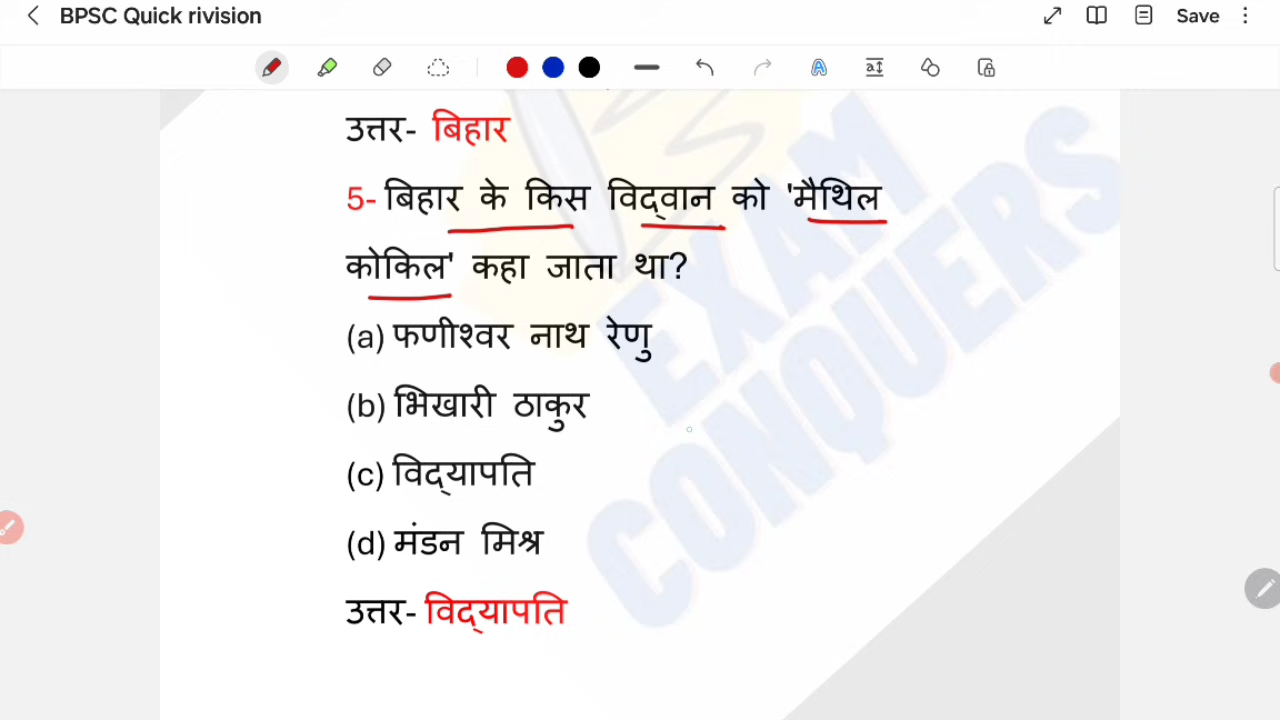 BPSC Quick rivision
Save
उत्तर- बिहार
5- बिहार के किस विद्वान को 'मैथिल
कोकिल' कहा जाता था?
(a) फणीश्वर नाथ रेणु
(b) भिखारी ठाकुर
(c) विद्यापति
(d) मंडन मिश्र
उत्तर- विद्यापति
EXAM
CONQUERS